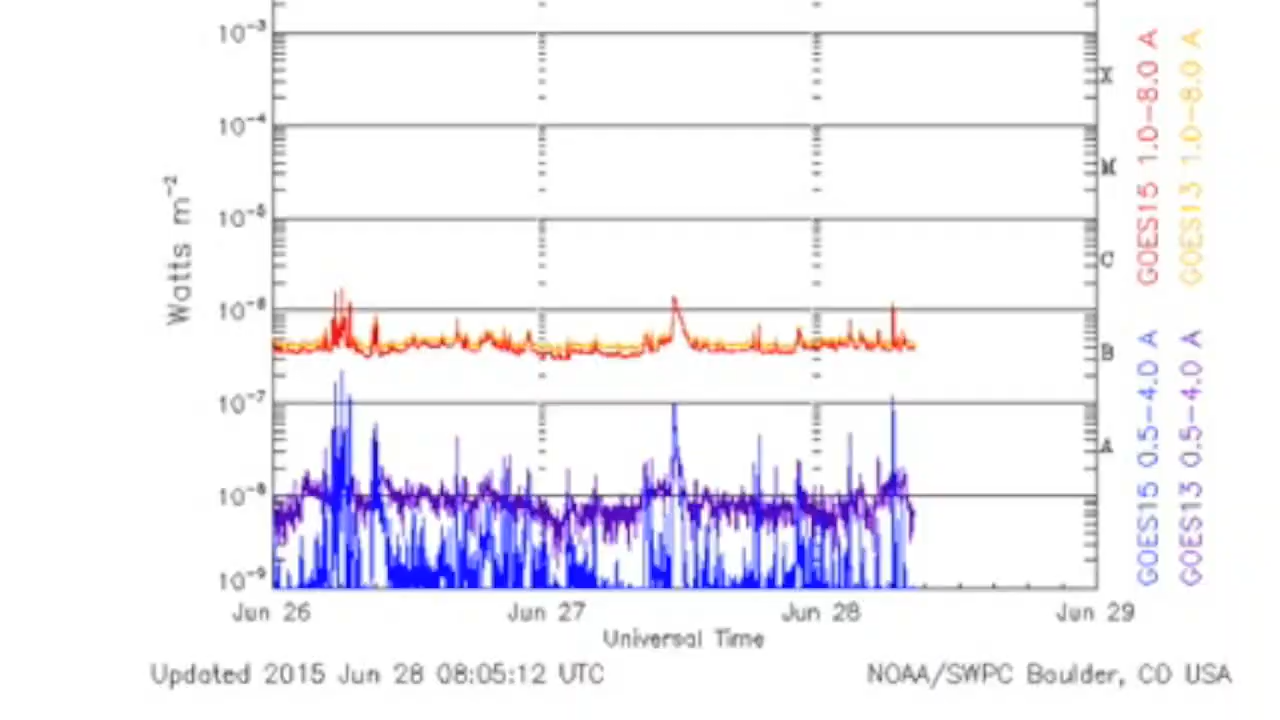 10⁻³
10⁻⁴
10⁻⁵
10⁻⁶
10⁻⁷
10⁻⁸
10⁻⁹
Watts m⁻²
X
M
C
B
A
GOES15 1.0-8.0 A
GOES13 1.0-8.0 A
GOES15 0.5-4.0 A
GOES13 0.5-4.0 A
Jun 26
Jun 27
Jun 28
Jun 29
Universal Time
Updated 2015 Jun 28 08:05:12 UTC
NOAA/SWPC Boulder, CO USA